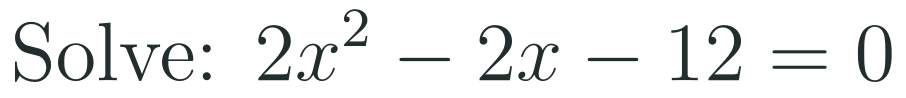 Solve: 2x² − 2x − 12 = 0